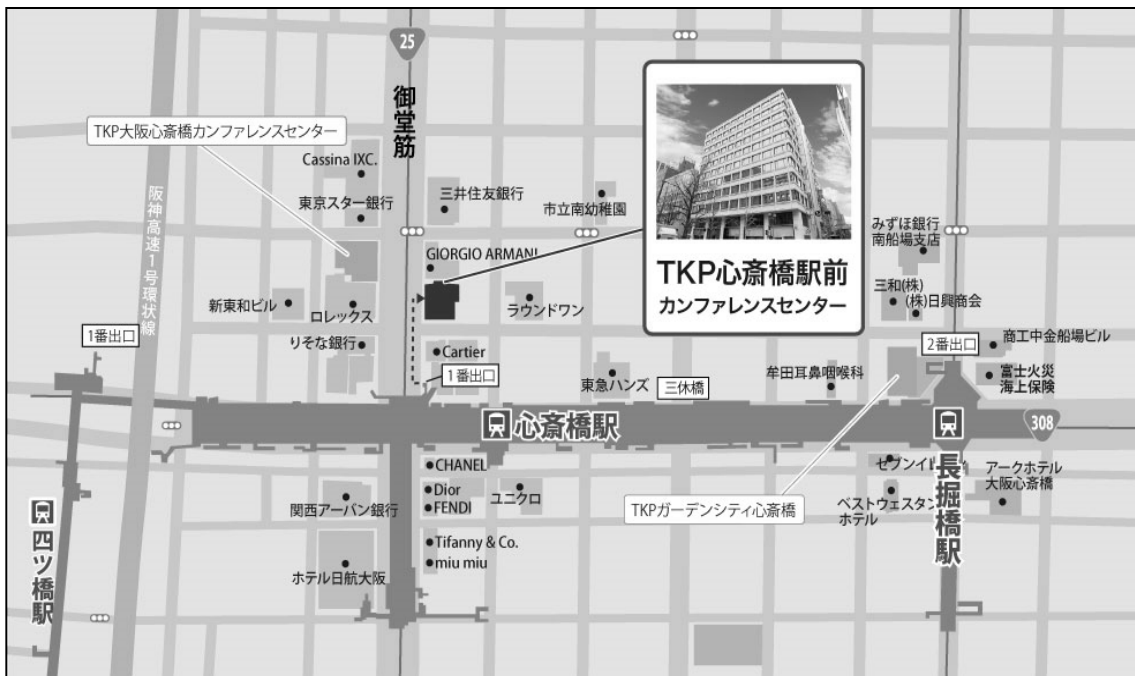 25
御堂筋
TKP大阪心斎橋カンファレンスセンター
Cassina IXC.
三井住友銀行
東京スター銀行
市立南幼稚園
みずほ銀行
南船場支店
阪神高速1号環状線
GIORGIO ARMANI
TKP心斎橋駅前
カンファレンスセンター
三和(株)
(株)日興商会
新東和ビル
ロレックス
ラウンドワン
1番出口
りそな銀行
Cartier
1番出口
2番出口
商工中金船場ビル
東急ハンズ
三休橋
牟田耳鼻咽喉科
富士火災
海上保険
心斎橋駅
308
CHANEL
セブンイレ
アークホテル
大阪心斎橋
Dior
FENDI
ユニクロ
関西アーバン銀行
TKPガーデンシティ心斎橋
ベストウェスタン
ホテル
長堀橋駅
四ツ橋駅
Tifanny & Co.
miu miu
ホテル日航大阪